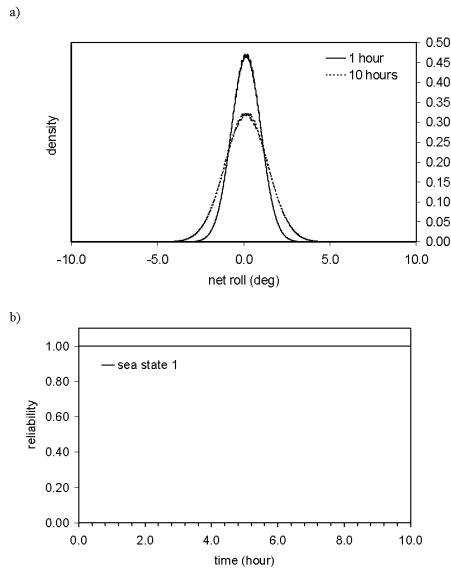 a)
0.50
1 hour
0.45
10 hours
0.40
0.35
0.30
density
0.25
0.20
0.15
0.10
0.05
0.00
-10.0 -5.0 0.0 5.0 10.0
net roll (deg)
b)
1.00
sea state 1
0.80
0.60
reliability
0.40
0.20
0.00
0.0 2.0 4.0 6.0 8.0 10.0
time (hour)